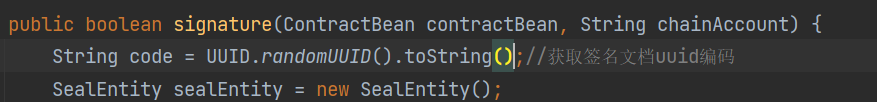 public boolean signature(ContractBean contractBean, String chainAccount) {
String code = UUID.randomUUID().toString();//获取签名文档uuid编码
SealEntity sealEntity = new SealEntity();